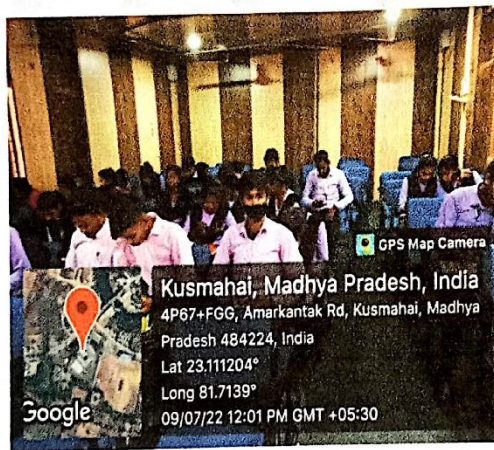 GPS Map Camera
Kusmahai, Madhya Pradesh, India
4P67+FGG, Amarkantak Rd, Kusmahai, Madhya
Pradesh 484224, India
Lat 23.111204°
Long 81.7139°
09/07/22 12:01 PM GMT +05:30
Google